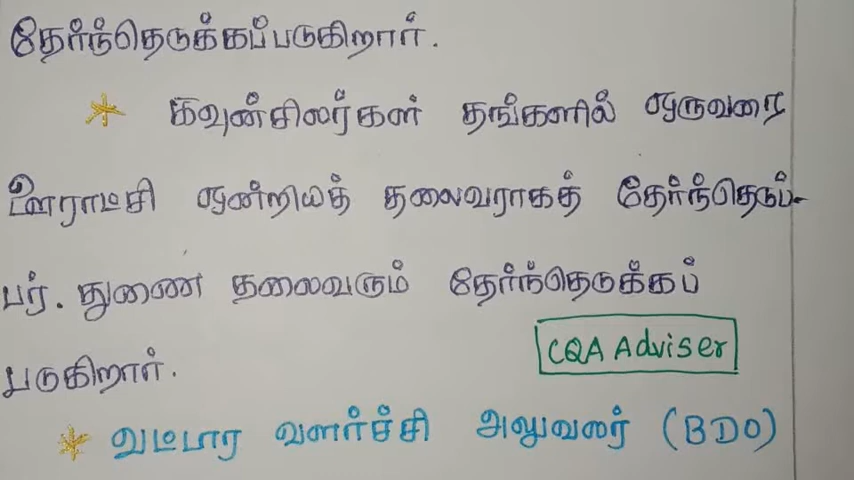 தேர்ந்தெடுக்கப்படுகிறார்.
கவுன்சிலர்கள் தங்களில் ஒருவரை
ஊராட்சி ஒன்றியத் தலைவராகத் தேர்ந்தெடுப்-
பர். துணை தலைவரும் தேர்ந்தெடுக்கப்
படுகிறார்.
CQA Adviser
வட்டார வளர்ச்சி அலுவலர் (BDO)